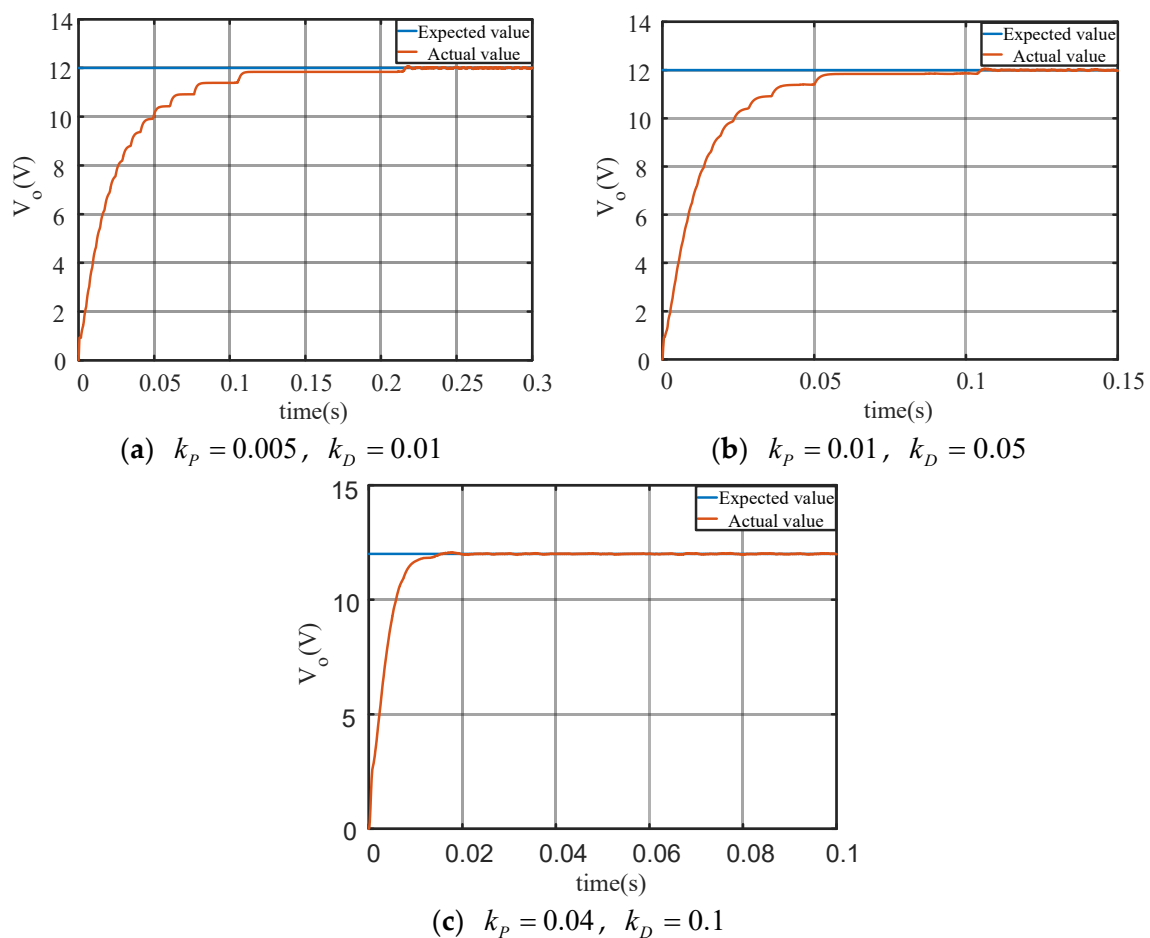 14
12
10
8
6
4
2
0
V_o(V)
Expected value
Actual value
0 0.05 0.1 0.15 0.2 0.25 0.3
time(s)
(a) k_P = 0.005, k_D = 0.01
14
12
10
8
6
4
2
0
V_o(V)
Expected value
Actual value
0 0.05 0.1 0.15
time(s)
(b) k_P = 0.01, k_D = 0.05
15
10
5
0
V_o(V)
Expected value
Actual value
0 0.02 0.04 0.06 0.08 0.1
time(s)
(c) k_P = 0.04, k_D = 0.1